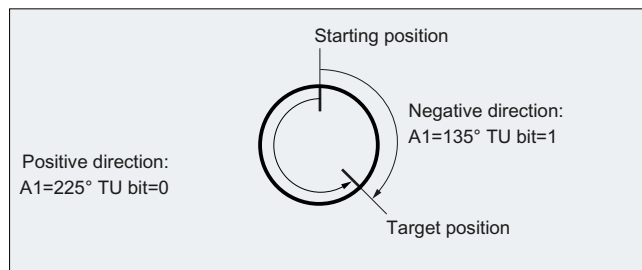 Starting position
Negative direction:
A1=135° TU bit=1
Positive direction:
A1=225° TU bit=0
Target position